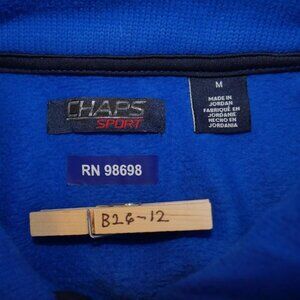 CHAPS
SPORT
M
MADE IN
JORDAN
FABRIQUÉ EN
JORDANIE
HECHO EN
JORDANIA
RN 98698
B26-12